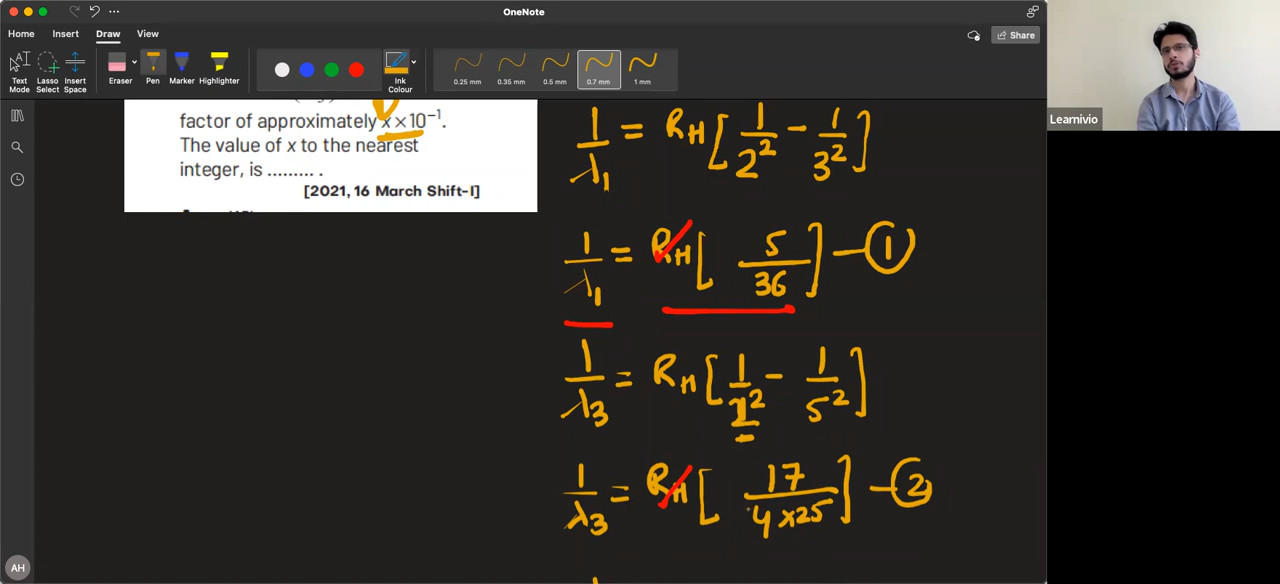 OneNote
Home Insert Draw View
Share
Text Mode
Lasso Select
Insert Space
Eraser
Pen
Marker
Highlighter
Ink Colour
0.25 mm
0.35 mm
0.5 mm
0.7 mm
1 mm
Learnivio
factor of approximately x × 10⁻¹.
The value of x to the nearest
integer, is ......... .
[2021, 16 March Shift-I]
1/λ₁ = R_H [1/2² − 1/3²]
1/λ₁ = R_H [5/36] — ①
1/λ₃ = R_H [1/2² − 1/5²]
1/λ₃ = R_H [17/4×25] — ②
AH